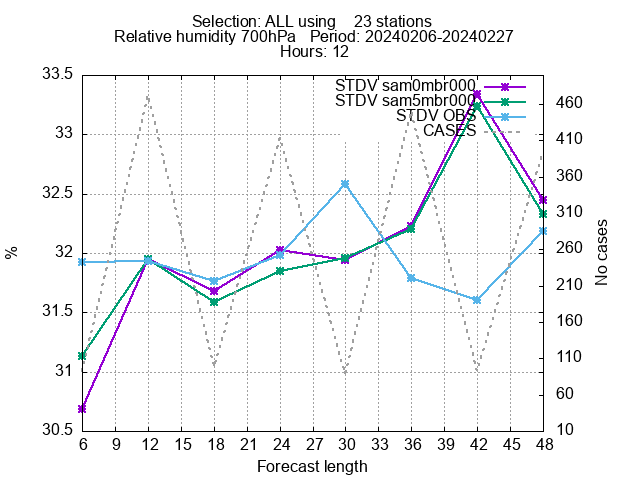 Selection: ALL using    23 stations
Relative humidity 700hPa   Period: 20240206-20240227
Hours: 12
STDV sam0mbr000
STDV sam5mbr000
STDV OBS
CASES
33.5
33
32.5
32
31.5
31
30.5
%
460
410
360
310
260
210
160
110
60
10
No cases
6 9 12 15 18 21 24 27 30 33 36 39 42 45 48
Forecast length